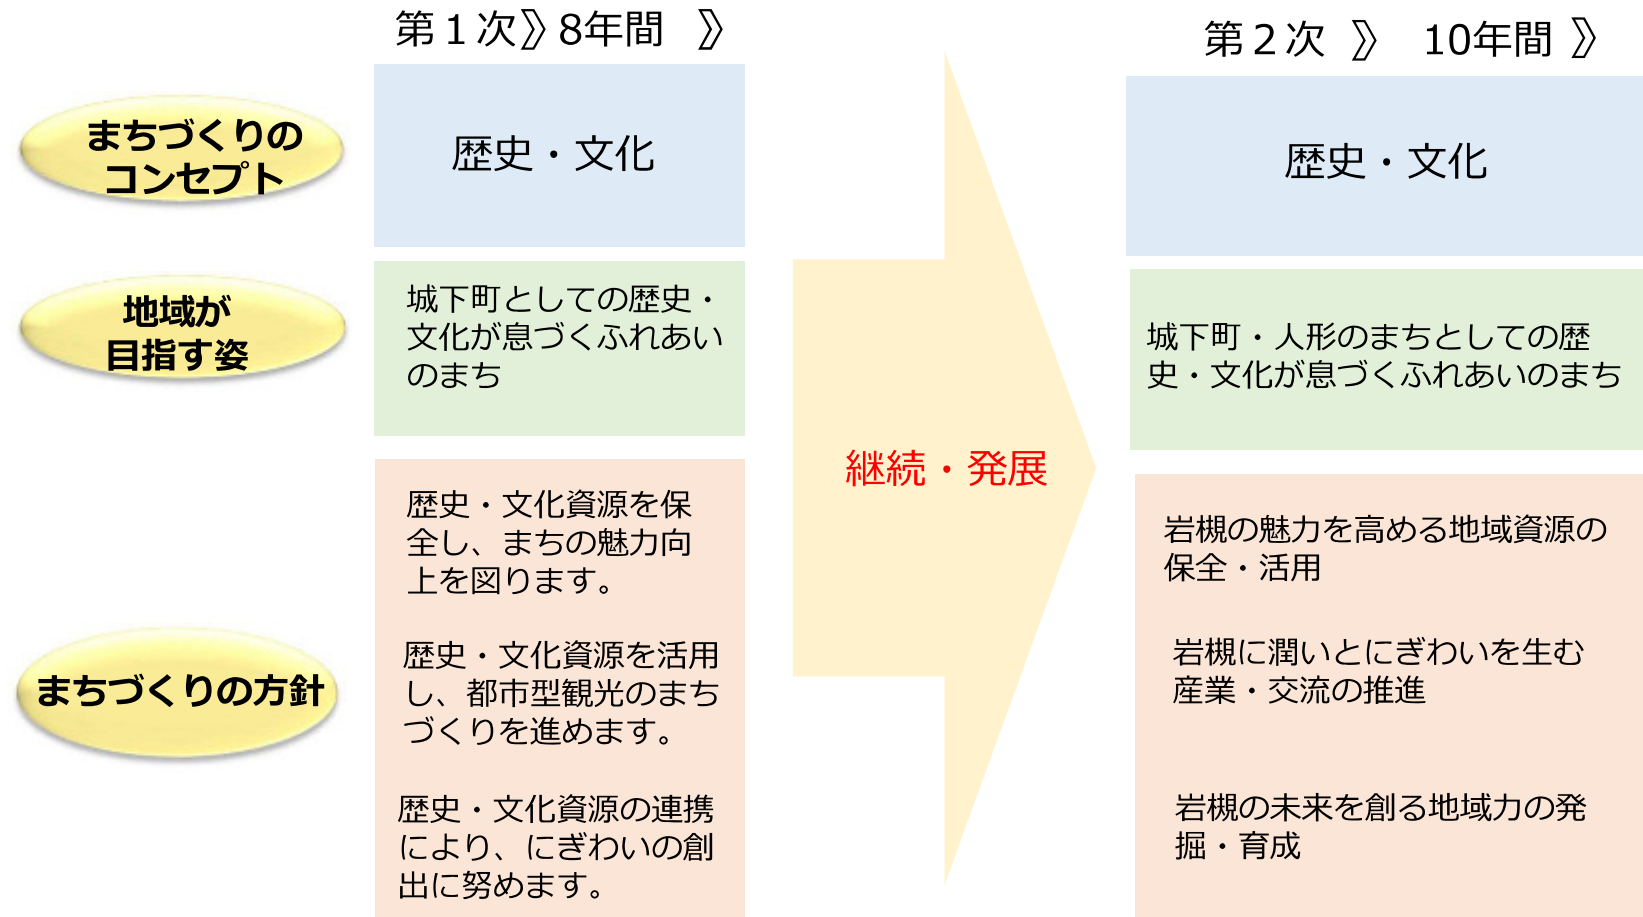 第１次》8年間 》
第２次 》 10年間 》
まちづくりの
コンセプト
歴史・文化
歴史・文化
地域が
目指す姿
城下町としての歴史・
文化が息づくふれあい
のまち
城下町・人形のまちとしての歴
史・文化が息づくふれあいのまち
継続・発展
まちづくりの方針
歴史・文化資源を保
全し、まちの魅力向
上を図ります。
歴史・文化資源を活用
し、都市型観光のまち
づくりを進めます。
歴史・文化資源の連携
により、にぎわいの創
出に努めます。
岩槻の魅力を高める地域資源の
保全・活用
岩槻に潤いとにぎわいを生む
産業・交流の推進
岩槻の未来を創る地域力の発
掘・育成